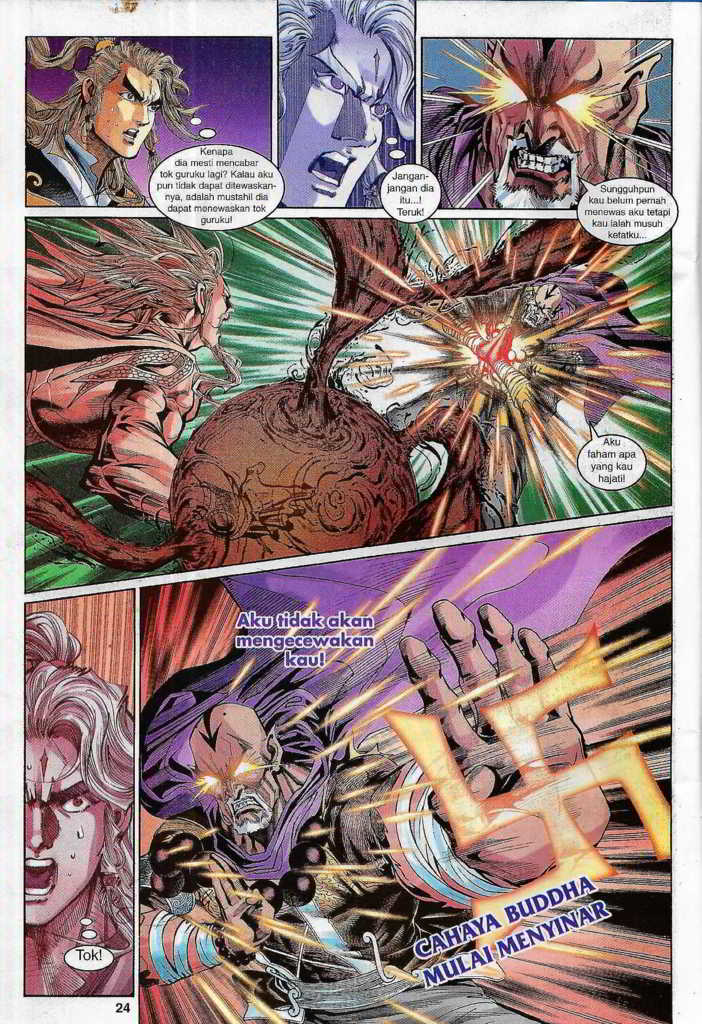 Kenapa
dia mesti mencabar
tok guruku lagi? Kalau aku
pun tidak dapat ditewaskan-
nya, adalah mustahil dia
dapat menewaskan tok
guruku!
Jangan-
jangan dia
itu...!
Teruk!
Sungguhpun
kau belum pernah
menewas aku tetapi
kau ialah musuh
ketatku...
Aku
faham apa
yang kau
hajati!
Aku tidak akan
mengecewakan
kau!
Tok!
CAHAYA BUDDHA
MULAI MENYINAR
24